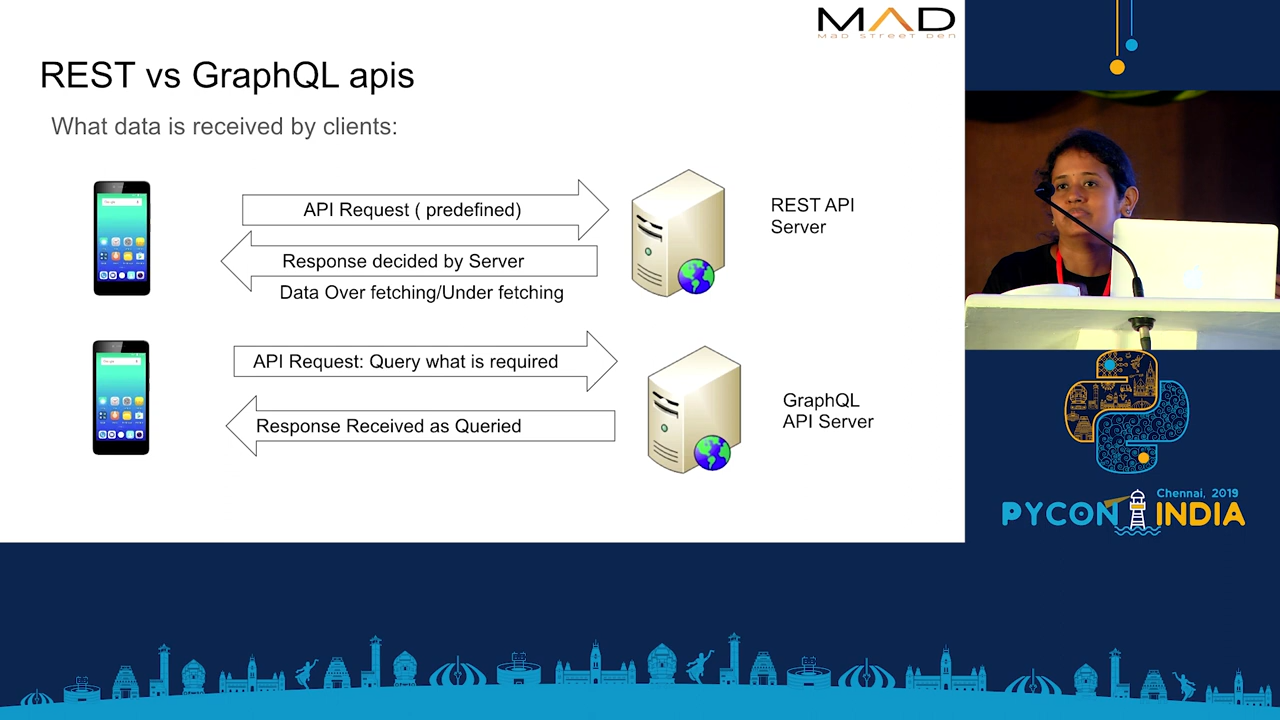 MAD
MAD STREET DEN
REST vs GraphQL apis
What data is received by clients:
API Request ( predefined)
REST API
Server
Response decided by Server
Data Over fetching/Under fetching
API Request: Query what is required
GraphQL
API Server
Response Received as Queried
Chennai, 2019
PYCON INDIA